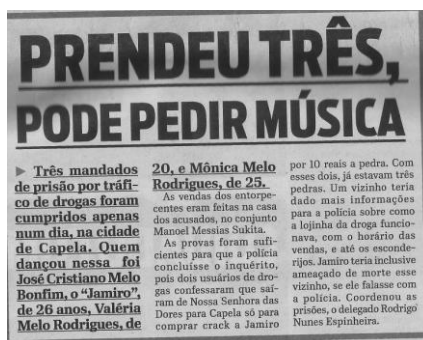 PRENDEU TRÊS,
PODE PEDIR MÚSICA
► Três mandados
de prisão por tráfi-
co de drogas foram
cumpridos apenas
num dia, na cidade
de Capela. Quem
dançou nessa foi
José Cristiano Melo
Bonfim, o “Jamiro”,
de 26 anos, Valéria
Melo Rodrigues, de
20, e Mônica Melo
Rodrigues, de 25.
As vendas dos entorpe-
centes eram feitas na casa
dos acusados, no conjunto
Manoel Messias Sukita.
As provas foram sufi-
cientes para que a polícia
concluísse o inquérito,
pois dois usuários de dro-
gas confessaram que saí-
ram de Nossa Senhora das
Dores para Capela só para
comprar crack a Jamiro
por 10 reais a pedra. Com
esses dois, já estavam três
pedras. Um vizinho teria
dado mais informações
para a polícia sobre como
a lojinha da droga funcio-
nava, com o horário das
vendas, e até os esconde-
rijos. Jamiro teria inclusive
ameaçado de morte esse
vizinho, se ele falasse com
a polícia. Coordenou as
prisões, o delegado Rodrigo
Nunes Espinheira.